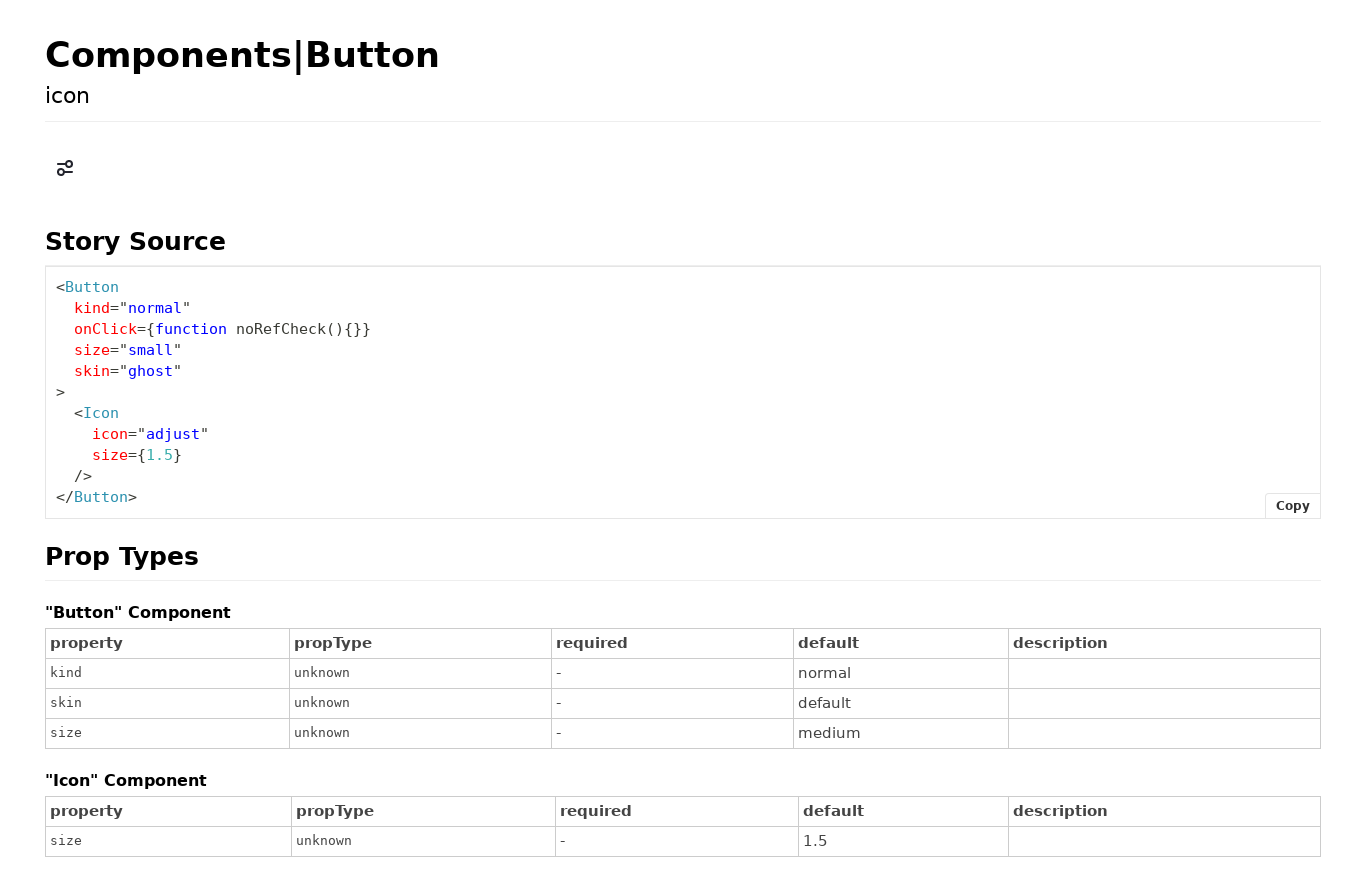 Components|Button
icon
Story Source
<Button
  kind="normal"
  onClick={function noRefCheck(){}}
  size="small"
  skin="ghost"
>
  <Icon
    icon="adjust"
    size={1.5}
  />
</Button>
Copy
Prop Types
"Button" Component
property propType required default description
kind unknown - normal
skin unknown - default
size unknown - medium
"Icon" Component
property propType required default description
size unknown - 1.5